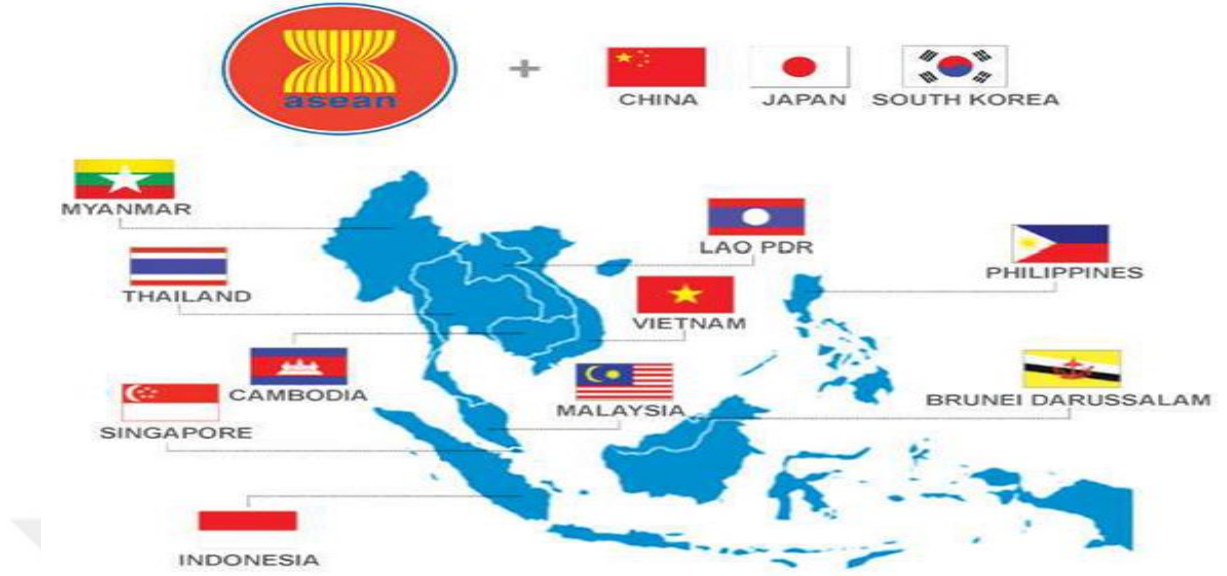 asean
+
CHINA JAPAN SOUTH KOREA
MYANMAR
LAO PDR
PHILIPPINES
THAILAND
VIETNAM
CAMBODIA
MALAYSIA
BRUNEI DARUSSALAM
SINGAPORE
INDONESIA